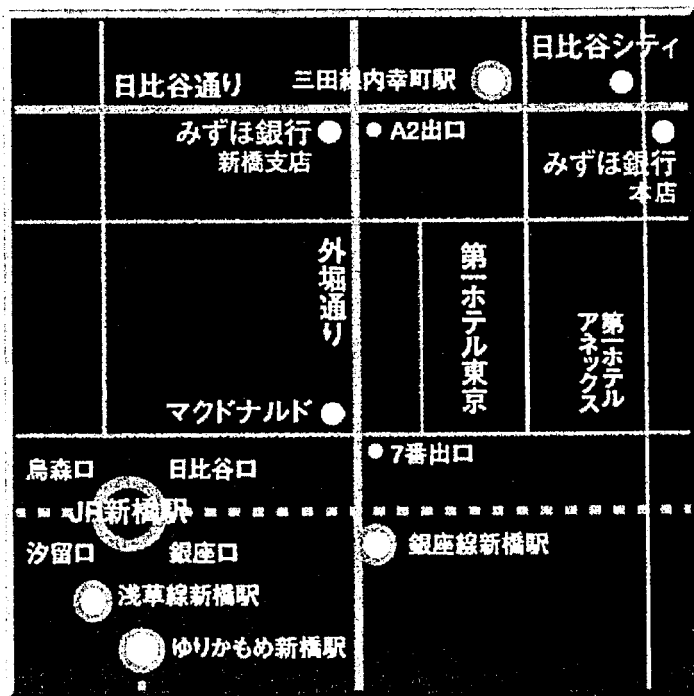 日比谷シティ
日比谷通り
三田線内幸町駅
みずほ銀行
新橋支店
A2出口
みずほ銀行
本店
外堀通り
第一ホテル東京
第一ホテル
アネックス
マクドナルド
7番出口
烏森口
日比谷口
JR新橋駅
汐留口
銀座口
銀座線新橋駅
浅草線新橋駅
ゆりかもめ新橋駅